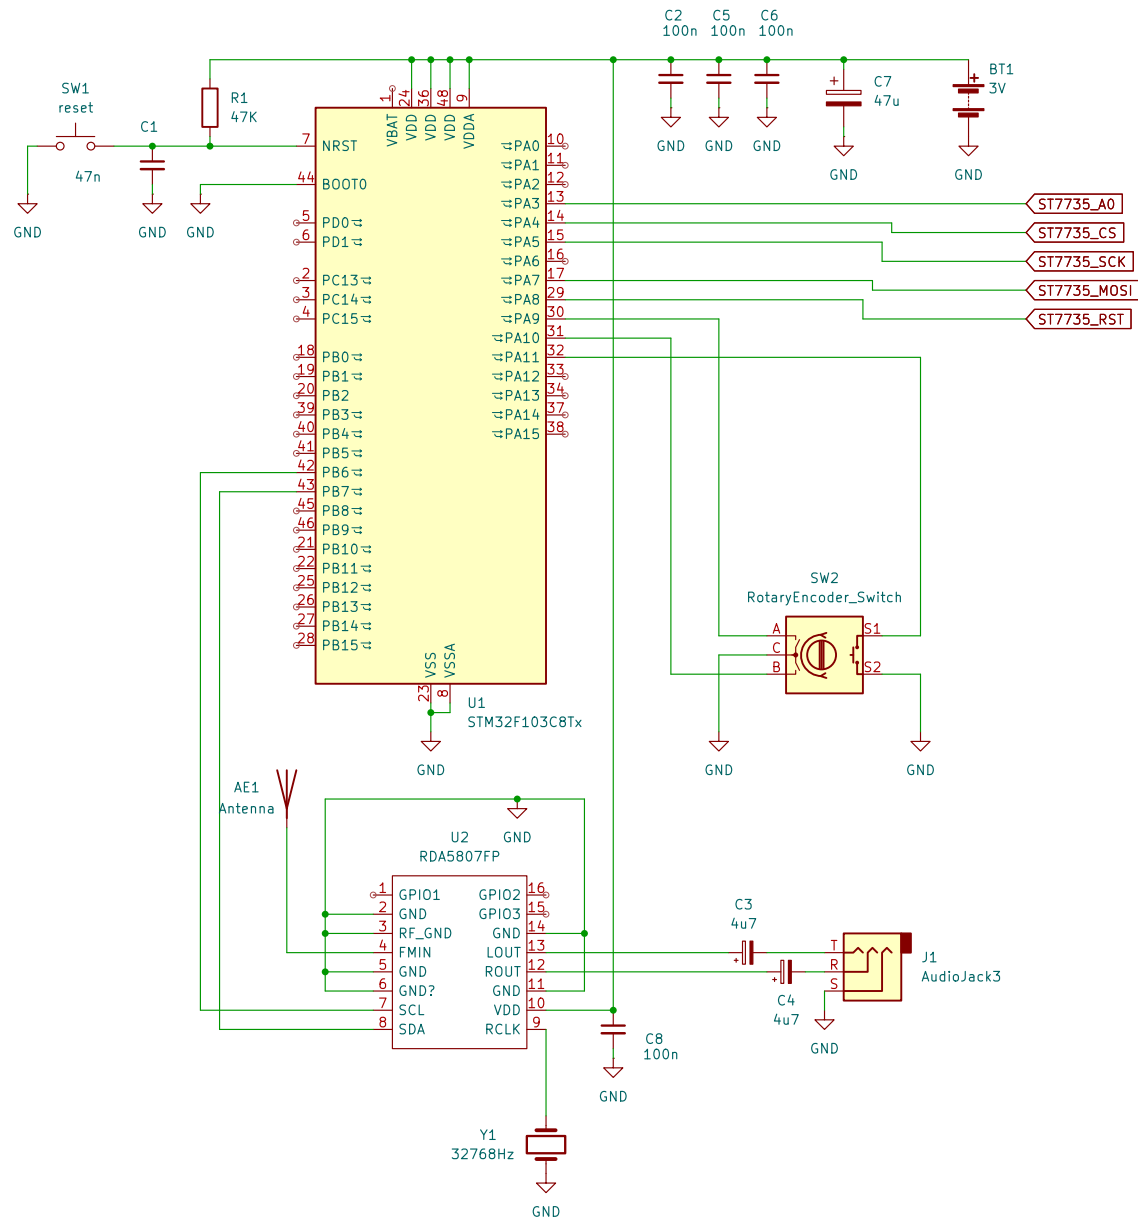 C2
100n
C5
100n
C6
100n
SW1
reset
R1
47K
C1
47n
C7
47u
BT1
3V
GND
GND
GND
GND
GND
GND
GND
GND
1
24
36
48
9
VBAT
VDD
VDD
VDD
VDDA
7 NRST
44 BOOT0
5 PD0
6 PD1
2 PC13
3 PC14
4 PC15
18 PB0
19 PB1
20 PB2
39 PB3
40 PB4
41 PB5
42 PB6
43 PB7
45 PB8
46 PB9
21 PB10
22 PB11
25 PB12
26 PB13
27 PB14
28 PB15
PA0 10
PA1 11
PA2 12
PA3 13
PA4 14
PA5 15
PA6 16
PA7 17
PA8 29
PA9 30
PA10 31
PA11 32
PA12 33
PA13 34
PA14 37
PA15 38
VSS
VSSA
23
8
U1
STM32F103C8Tx
GND
ST7735_A0
ST7735_CS
ST7735_SCK
ST7735_MOSI
ST7735_RST
SW2
RotaryEncoder_Switch
A
C
B
S1
S2
GND
GND
AE1
Antenna
GND
U2
RDA5807FP
1 GPIO1
2 GND
3 RF_GND
4 FMIN
5 GND
6 GND?
7 SCL
8 SDA
GPIO2 16
GPIO3 15
GND 14
LOUT 13
ROUT 12
GND 11
VDD 10
RCLK 9
C3
4u7
C4
4u7
T
R
S
J1
AudioJack3
GND
C8
100n
GND
Y1
32768Hz
GND